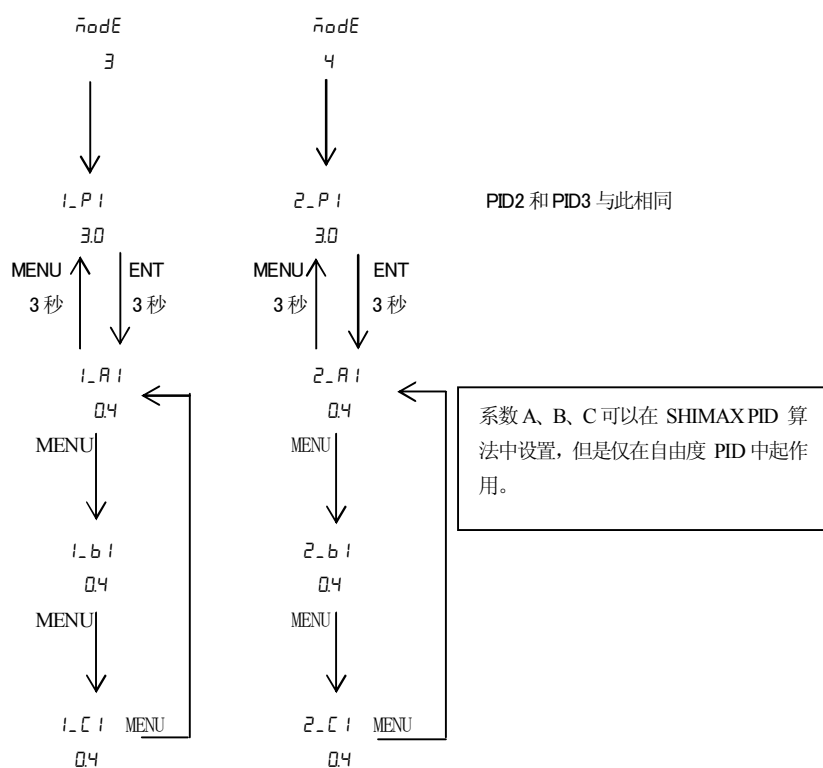 modE modE
3 4
1_P1 2_P1 PID2 和 PID3 与此相同
3.0 3.0
MENU ENT MENU ENT
3 秒 3 秒 3 秒 3 秒
1_A1 2_A1
0.4 0.4
系数 A、B、C 可以在 SHIMAX PID 算
法中设置，但是仅在自由度 PID 中起作
用。
MENU MENU
1_b1 2_b1
0.4 0.4
MENU MENU
1_C1 MENU 2_C1 MENU
0.4 0.4